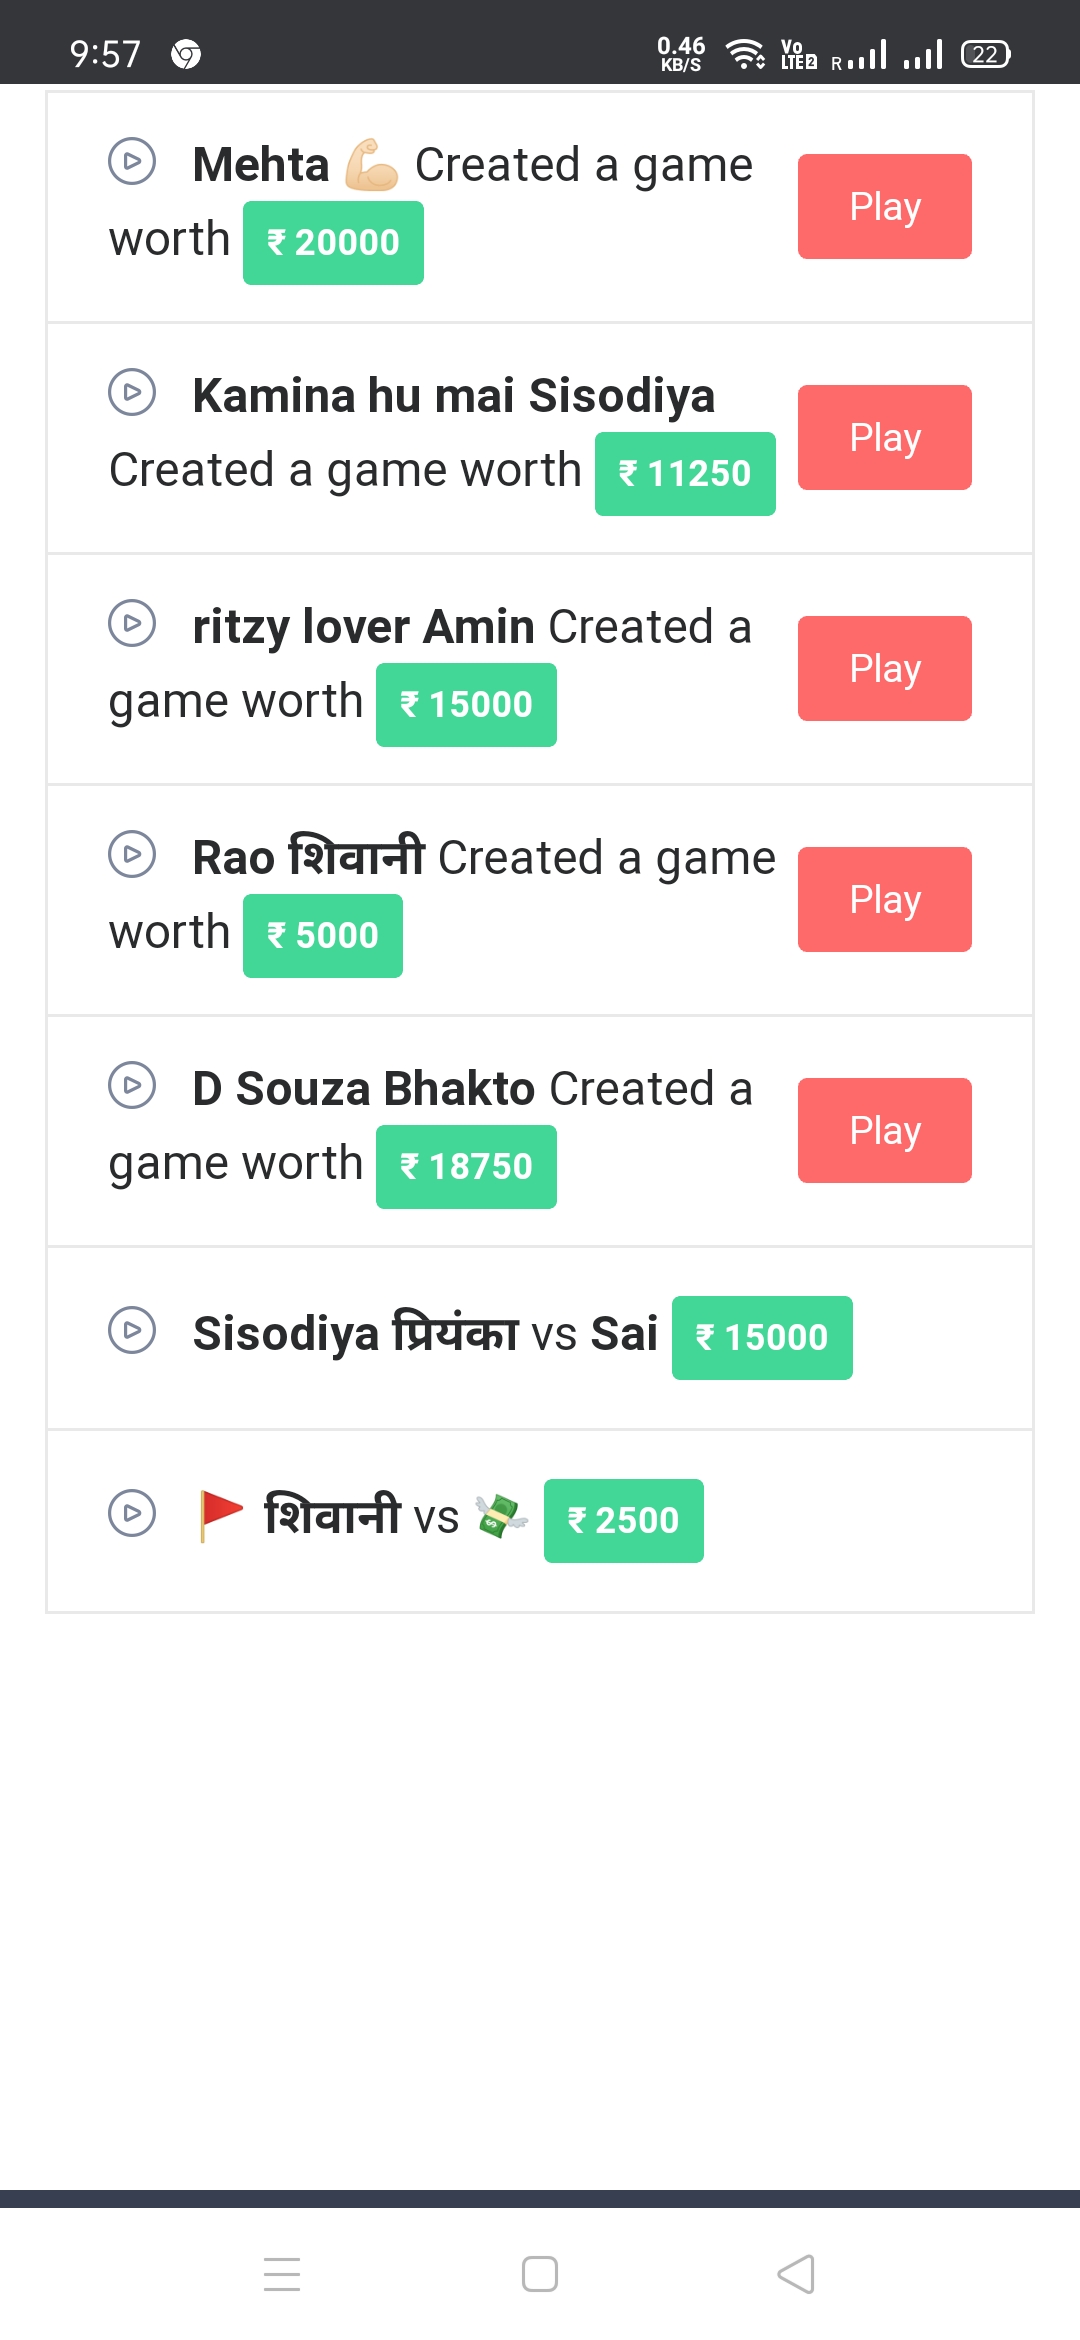 9:57 0.46 KB/S Vo LTE 2 R 22
Mehta 💪🏻 Created a game
worth ₹ 20000
Play
Kamina hu mai Sisodiya
Created a game worth ₹ 11250
Play
ritzy lover Amin Created a
game worth ₹ 15000
Play
Rao शिवानी Created a game
worth ₹ 5000
Play
D Souza Bhakto Created a
game worth ₹ 18750
Play
Sisodiya प्रियंका vs Sai ₹ 15000
🚩 शिवानी vs 💸 ₹ 2500